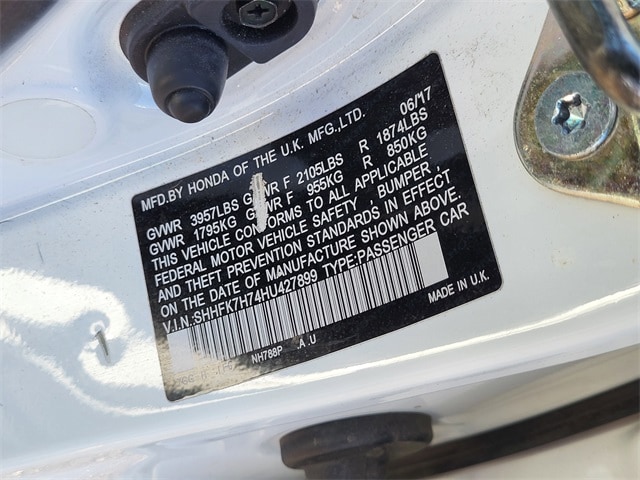 MFD.BY HONDA OF THE U.K. MFG.,LTD. 06/'17
GVWR 3957LBS F 2105LBS R 1874LBS
GVWR 1795KG F 955KG R 850KG
THIS VEHICLE CONFORMS TO ALL APPLICABLE
FEDERAL MOTOR VEHICLE SAFETY , BUMPER ,
AND THEFT PREVENTION STANDARDS IN EFFECT
ON THE DATE OF MANUFACTURE SHOWN ABOVE.
V.I.N.:SHHFK7H74HU427899 TYPE:PASSENGER CAR
NH788P .A .U MADE IN U.K.